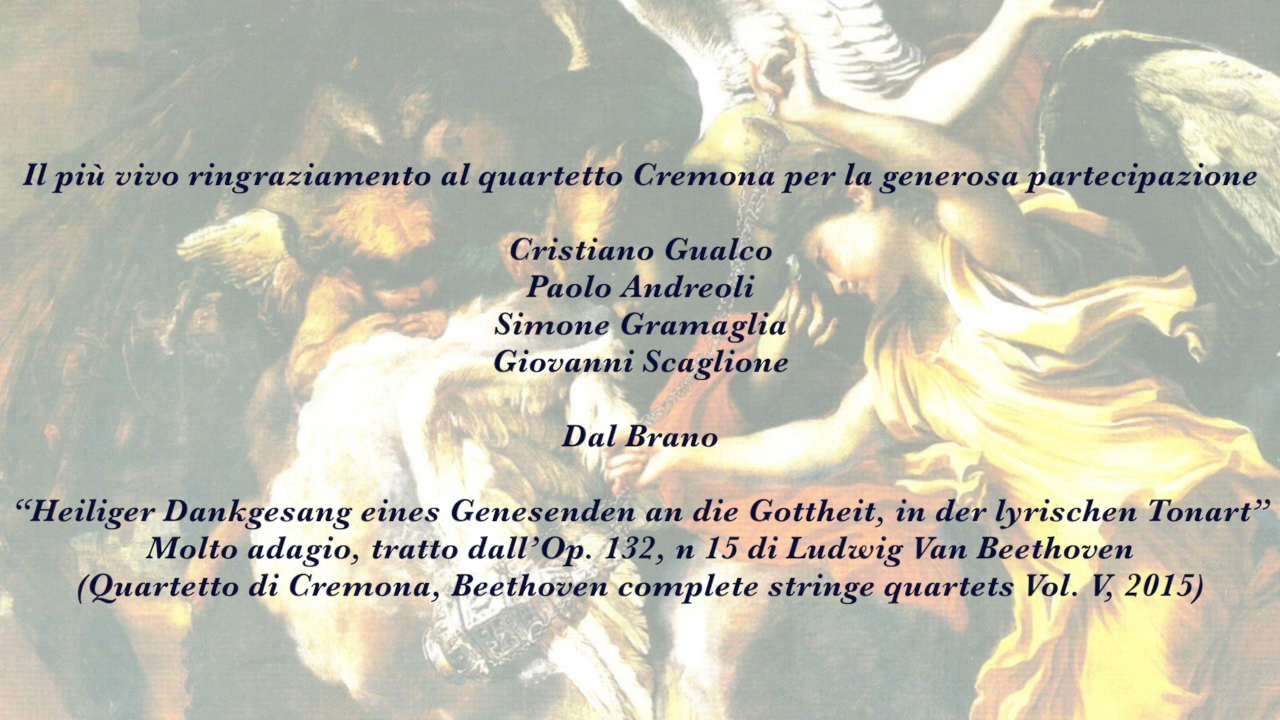 Il più vivo ringraziamento al quartetto Cremona per la generosa partecipazione
Cristiano Gualco
Paolo Andreoli
Simone Gramaglia
Giovanni Scaglione
Dal Brano
“Heiliger Dankgesang eines Genesenden an die Gottheit, in der lyrischen Tonart”
Molto adagio, tratto dall’Op. 132, n 15 di Ludwig Van Beethoven
(Quartetto di Cremona, Beethoven complete stringe quartets Vol. V, 2015)